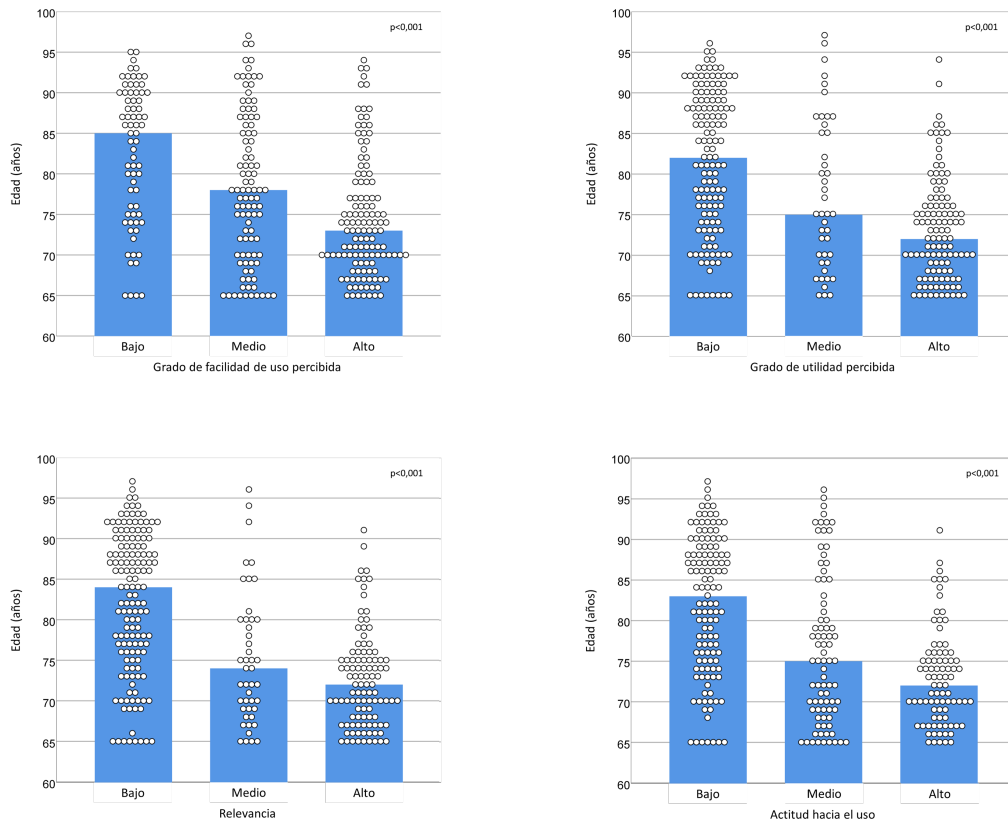 100
95
90
85
80
75
70
65
60
Edad (años)
p<0,001
Bajo Medio Alto
Grado de facilidad de uso percibida
100
95
90
85
80
75
70
65
60
Edad (años)
p<0,001
Bajo Medio Alto
Grado de utilidad percibida
100
95
90
85
80
75
70
65
60
Edad (años)
p<0,001
Bajo Medio Alto
Relevancia
100
95
90
85
80
75
70
65
60
Edad (años)
p<0,001
Bajo Medio Alto
Actitud hacia el uso